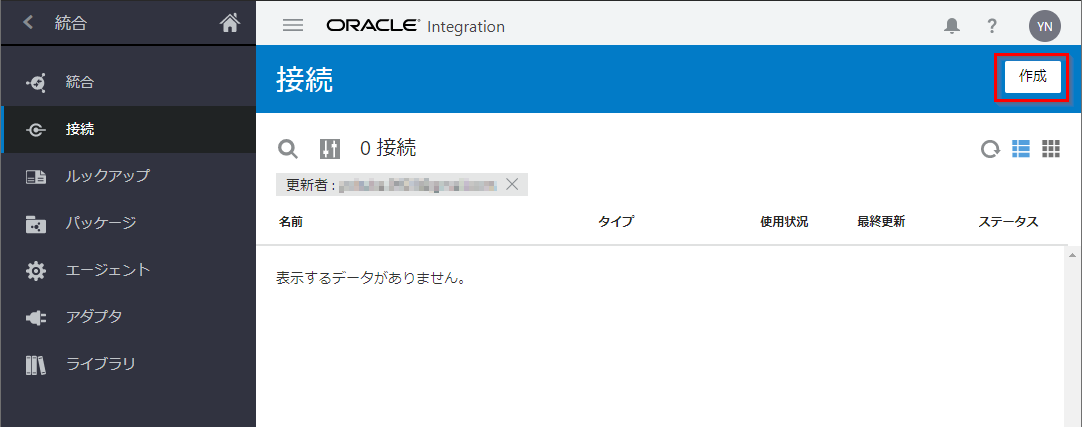 統合
ORACLE Integration
?
YN
統合
接続
ルックアップ
パッケージ
エージェント
アダプタ
ライブラリ
接続
作成
0 接続
更新者 :
名前 タイプ 使用状況 最終更新 ステータス
表示するデータがありません。